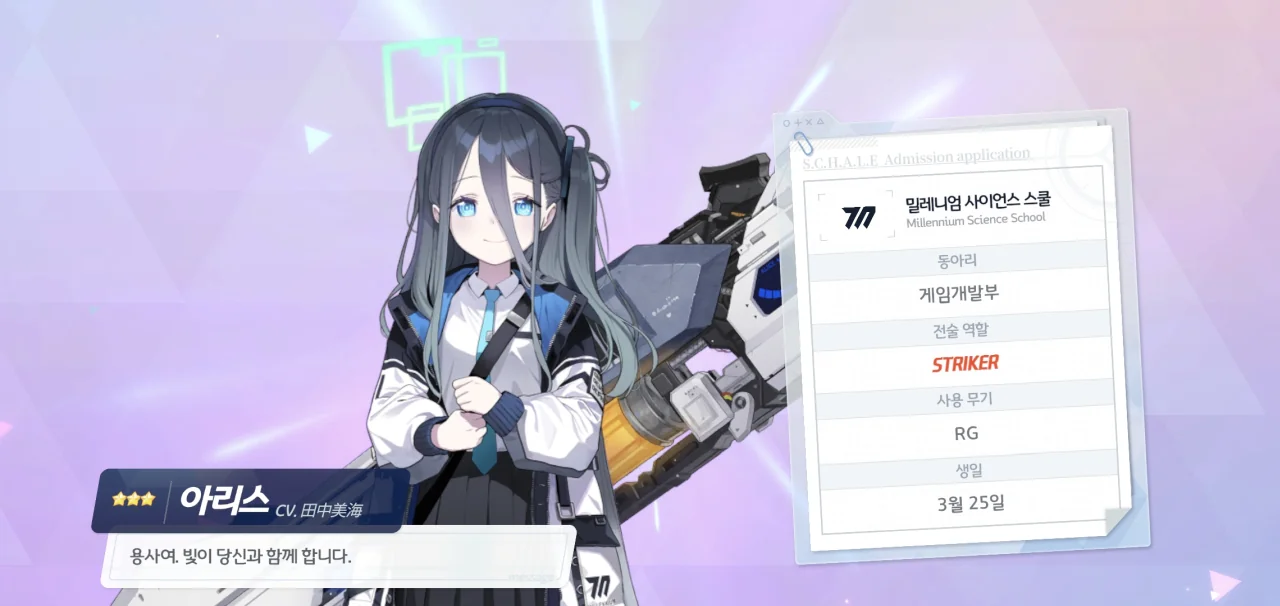 S.C.H.A.L.E Admission application
밀레니엄 사이언스 스쿨
Millennium Science School
동아리
게임개발부
전술 역할
STRIKER
사용 무기
RG
생일
3월 25일
아리스 CV. 田中美海
용사여. 빛이 당신과 함께 합니다.